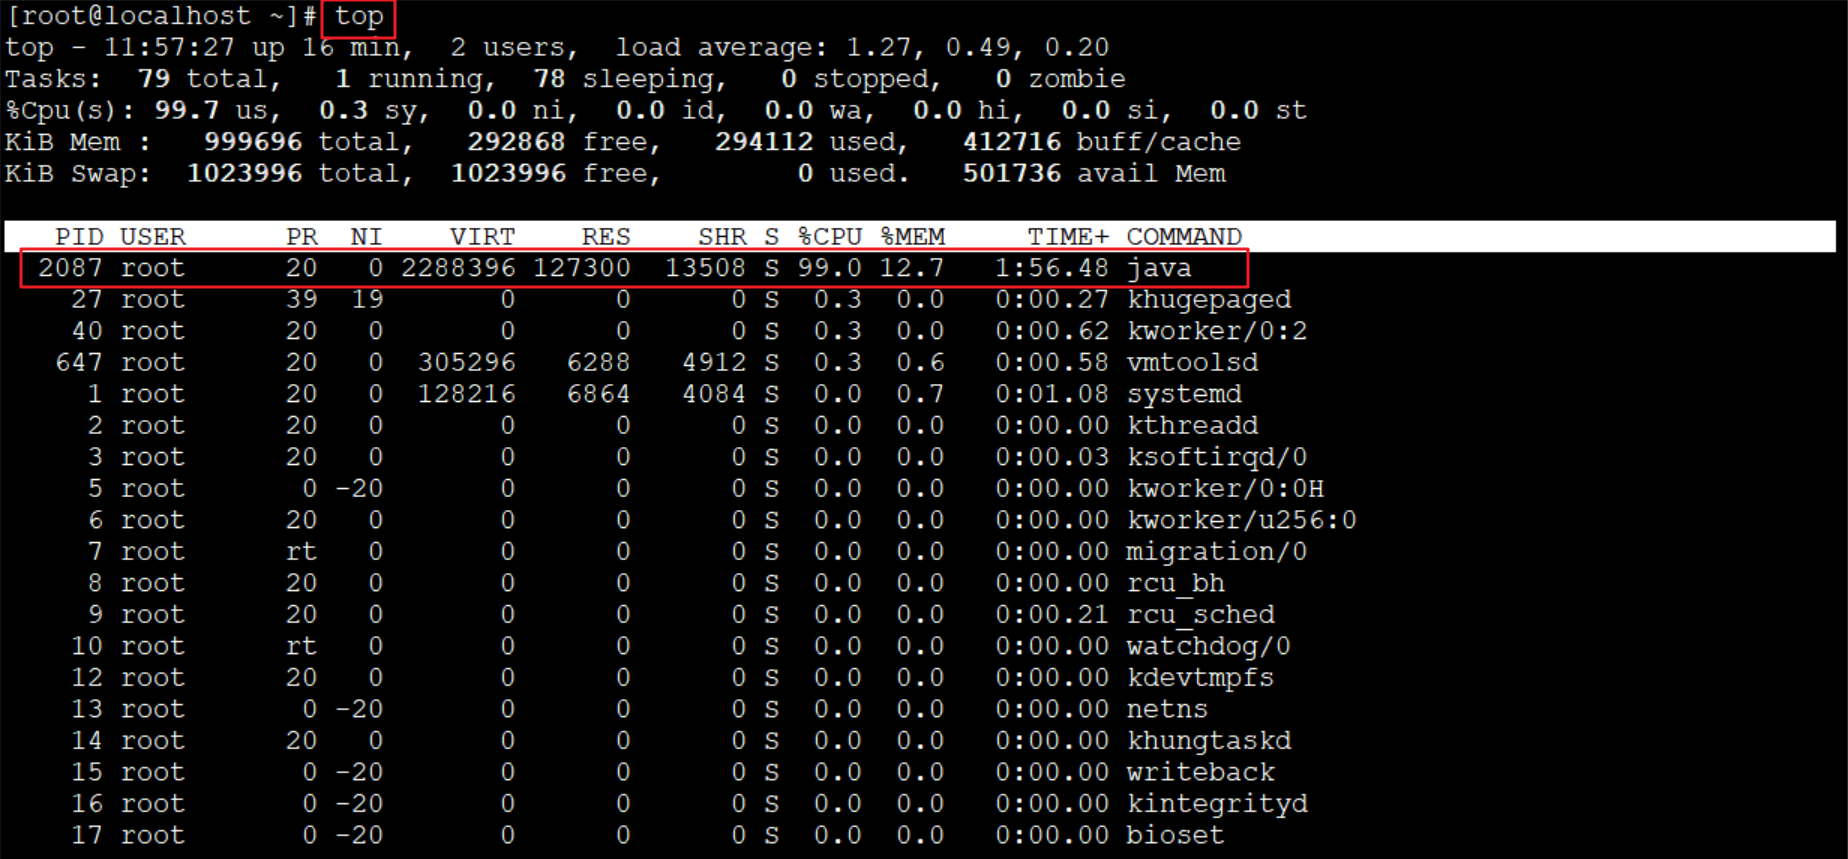 [root@localhost ~]# top
top - 11:57:27 up 16 min,  2 users,  load average: 1.27, 0.49, 0.20
Tasks:  79 total,   1 running,  78 sleeping,   0 stopped,   0 zombie
%Cpu(s): 99.7 us,  0.3 sy,  0.0 ni,  0.0 id,  0.0 wa,  0.0 hi,  0.0 si,  0.0 st
KiB Mem :   999696 total,   292868 free,   294112 used,   412716 buff/cache
KiB Swap:  1023996 total,  1023996 free,        0 used.   501736 avail Mem
PID USER      PR  NI    VIRT    RES    SHR S %CPU %MEM     TIME+ COMMAND
2087 root      20   0 2288396 127300  13508 S 99.0 12.7   1:56.48 java
27 root      39  19       0      0      0 S  0.3  0.0   0:00.27 khugepaged
40 root      20   0       0      0      0 S  0.3  0.0   0:00.62 kworker/0:2
647 root      20   0  305296   6288   4912 S  0.3  0.6   0:00.58 vmtoolsd
1 root      20   0  128216   6864   4084 S  0.0  0.7   0:01.08 systemd
2 root      20   0       0      0      0 S  0.0  0.0   0:00.00 kthreadd
3 root      20   0       0      0      0 S  0.0  0.0   0:00.03 ksoftirqd/0
5 root       0 -20       0      0      0 S  0.0  0.0   0:00.00 kworker/0:0H
6 root      20   0       0      0      0 S  0.0  0.0   0:00.00 kworker/u256:0
7 root      rt   0       0      0      0 S  0.0  0.0   0:00.00 migration/0
8 root      20   0       0      0      0 S  0.0  0.0   0:00.00 rcu_bh
9 root      20   0       0      0      0 S  0.0  0.0   0:00.21 rcu_sched
10 root      rt   0       0      0      0 S  0.0  0.0   0:00.00 watchdog/0
12 root      20   0       0      0      0 S  0.0  0.0   0:00.00 kdevtmpfs
13 root       0 -20       0      0      0 S  0.0  0.0   0:00.00 netns
14 root      20   0       0      0      0 S  0.0  0.0   0:00.00 khungtaskd
15 root       0 -20       0      0      0 S  0.0  0.0   0:00.00 writeback
16 root       0 -20       0      0      0 S  0.0  0.0   0:00.00 kintegrityd
17 root       0 -20       0      0      0 S  0.0  0.0   0:00.00 bioset